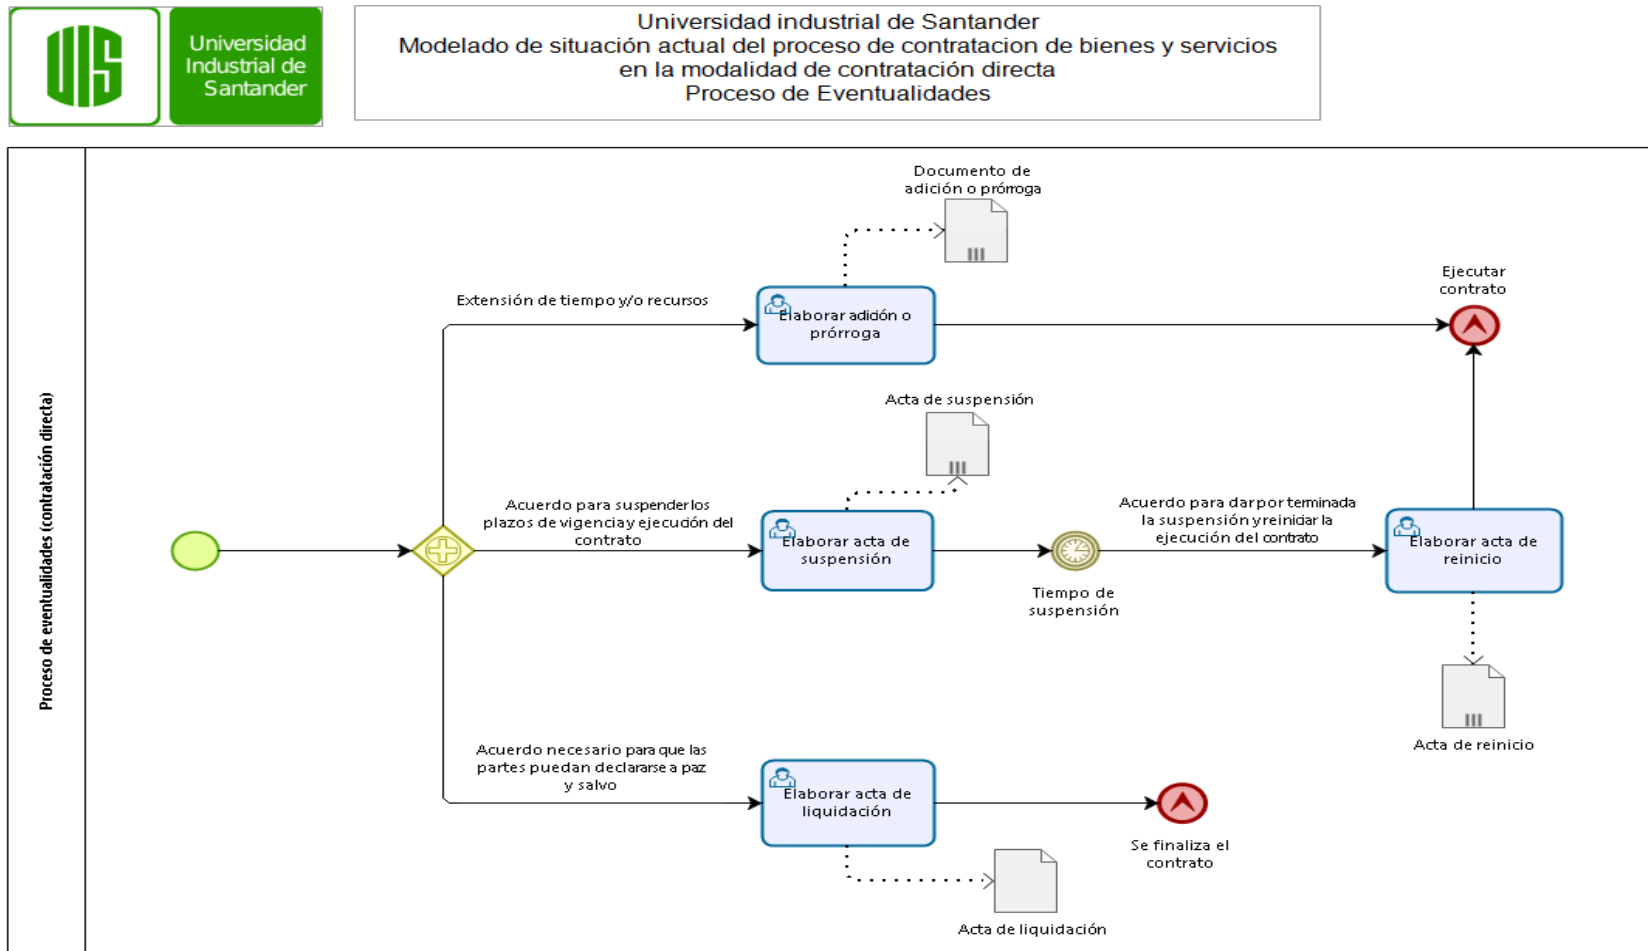 UIS
Universidad
Industrial de
Santander
Universidad industrial de Santander
Modelado de situación actual del proceso de contratacion de bienes y servicios
en la modalidad de contratación directa
Proceso de Eventualidades
Proceso de eventualidades (contratación directa)
Documento de
adición o prórroga
Extensión de tiempo y/o recursos
Elaborar adición o
prórroga
Ejecutar
contrato
Acta de suspensión
Acuerdo para suspender los
plazos de vigencia y ejecución del
contrato
Elaborar acta de
suspensión
Tiempo de
suspensión
Acuerdo para dar por terminada
la suspensión y reiniciar la
ejecución del contrato
Elaborar acta de
reinicio
Acta de reinicio
Acuerdo necesario para que las
partes puedan declararse a paz
y salvo
Elaborar acta de
liquidación
Se finaliza el
contrato
Acta de liquidación